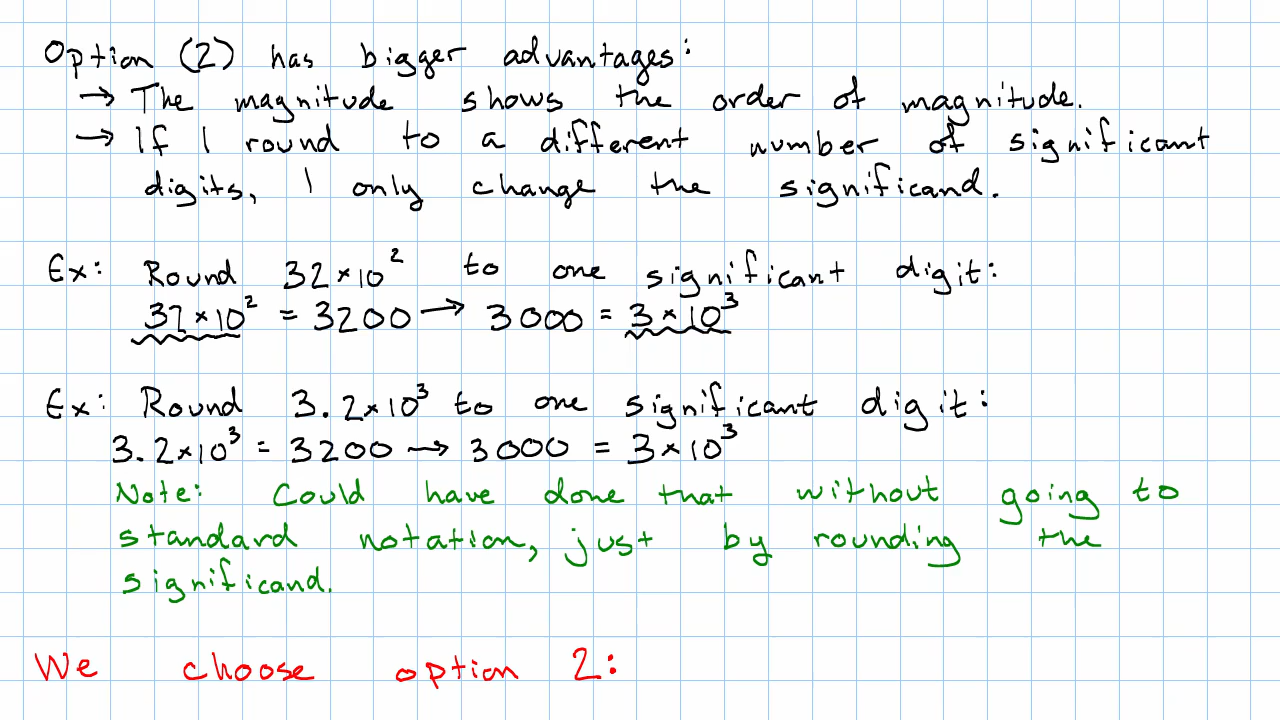 Option (2) has bigger advantages:
→ The magnitude shows the order of magnitude.
→ If I round to a different number of significant
digits, I only change the significand.
Ex: Round 32×10² to one significant digit:
32×10² = 3200 → 3000 = 3×10³
Ex: Round 3.2×10³ to one significant digit:
3.2×10³ = 3200 → 3000 = 3×10³
Note: Could have done that without going to
standard notation, just by rounding the
significand.
We choose option 2: